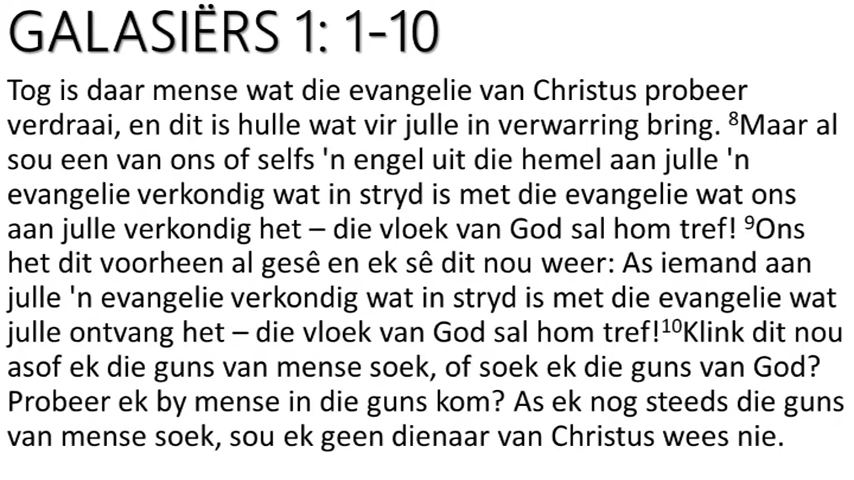 GALASIËRS 1: 1-10
Tog is daar mense wat die evangelie van Christus probeer
verdraai, en dit is hulle wat vir julle in verwarring bring. ⁸Maar al
sou een van ons of selfs 'n engel uit die hemel aan julle 'n
evangelie verkondig wat in stryd is met die evangelie wat ons
aan julle verkondig het – die vloek van God sal hom tref! ⁹Ons
het dit voorheen al gesê en ek sê dit nou weer: As iemand aan
julle 'n evangelie verkondig wat in stryd is met die evangelie wat
julle ontvang het – die vloek van God sal hom tref!¹⁰Klink dit nou
asof ek die guns van mense soek, of soek ek die guns van God?
Probeer ek by mense in die guns kom? As ek nog steeds die guns
van mense soek, sou ek geen dienaar van Christus wees nie.